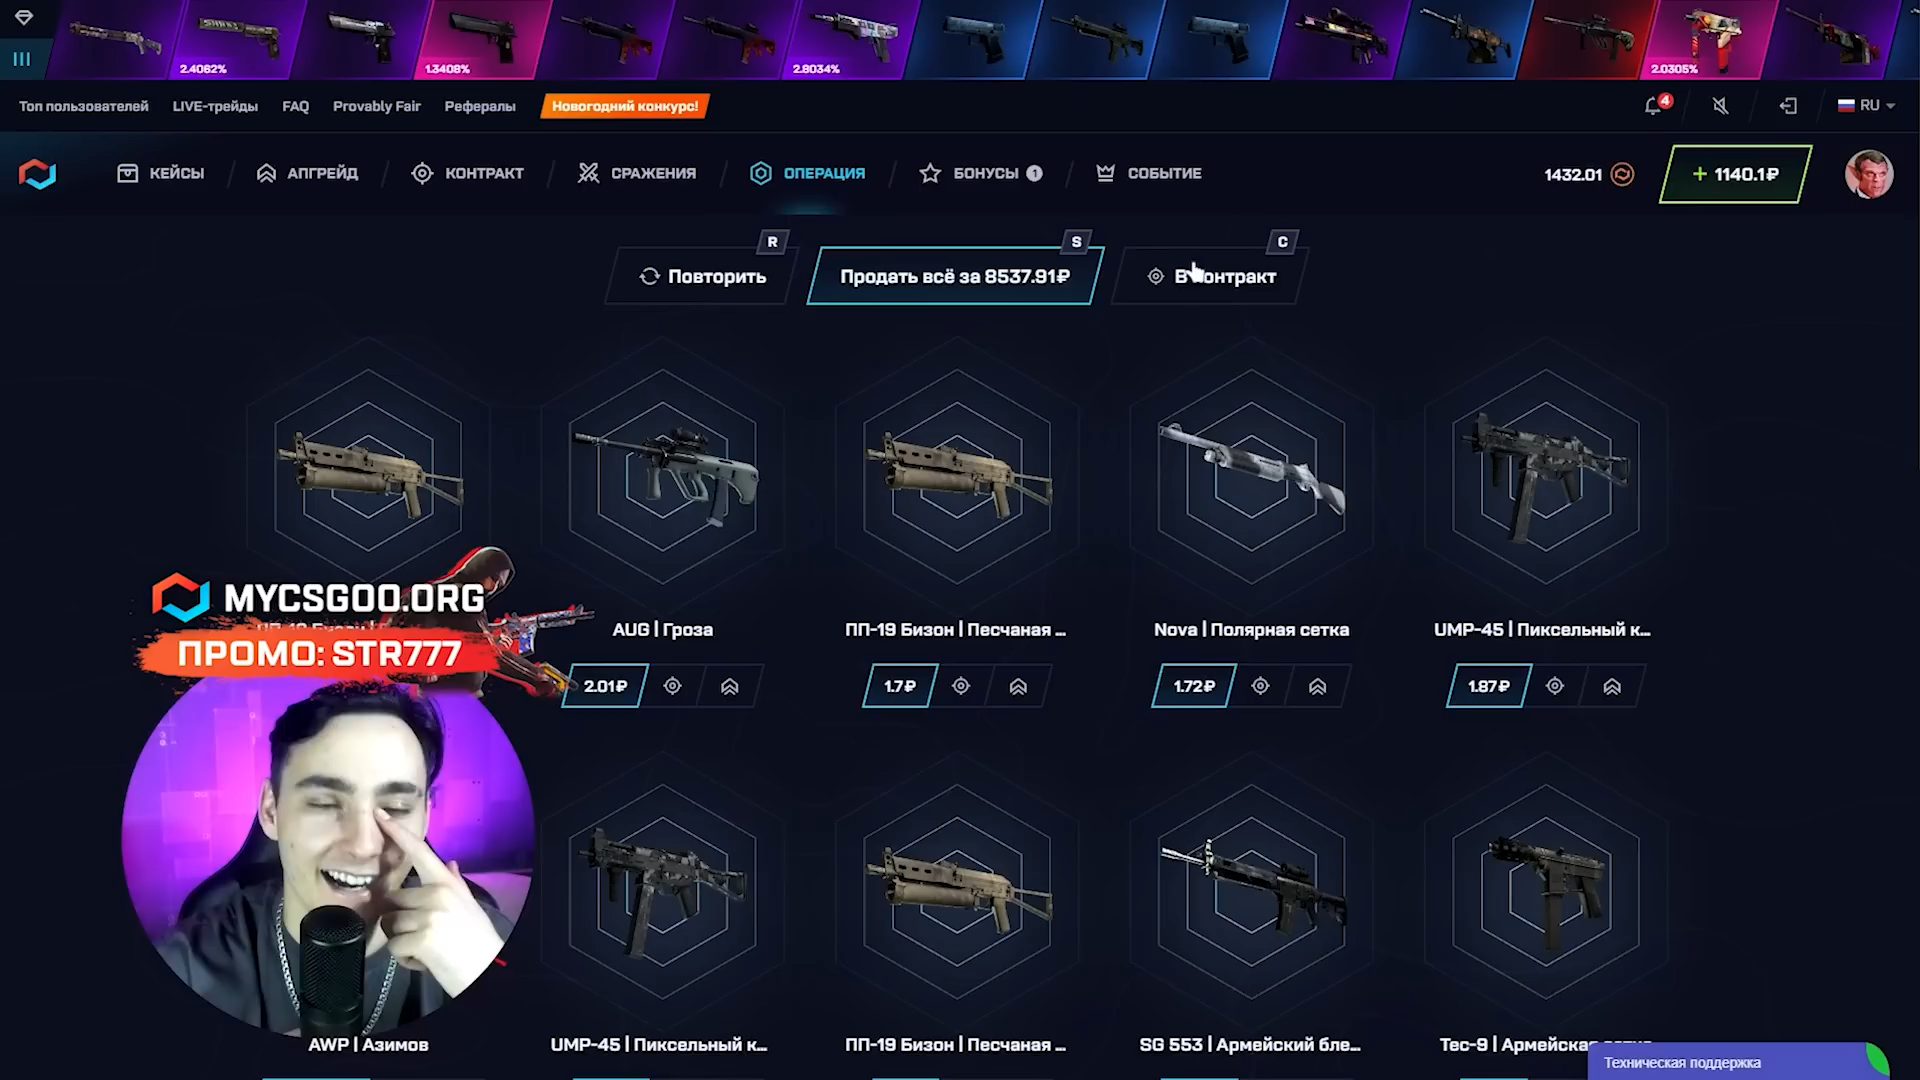 2.4062%
1.3408%
2.8034%
2.0305%
Топ пользователей
LIVE-трейды
FAQ
Provably Fair
Рефералы
Новогодний конкурс!
4
RU
КЕЙСЫ
АПГРЕЙД
КОНТРАКТ
СРАЖЕНИЯ
ОПЕРАЦИЯ
БОНУСЫ 1
СОБЫТИЕ
1432.01
+ 1140.1₽
R
S
C
Повторить
Продать всё за 8537.91₽
В контракт
MYCSGOO.ORG
ПРОМО: STR777
AUG | Гроза
ПП-19 Бизон | Песчаная ...
Nova | Полярная сетка
UMP-45 | Пиксельный к...
2.01₽
1.7₽
1.72₽
1.87₽
AWP | Азимов
UMP-45 | Пиксельный к...
ПП-19 Бизон | Песчаная ...
SG 553 | Армейский бле...
Tec-9 | Армейская
Техническая поддержка